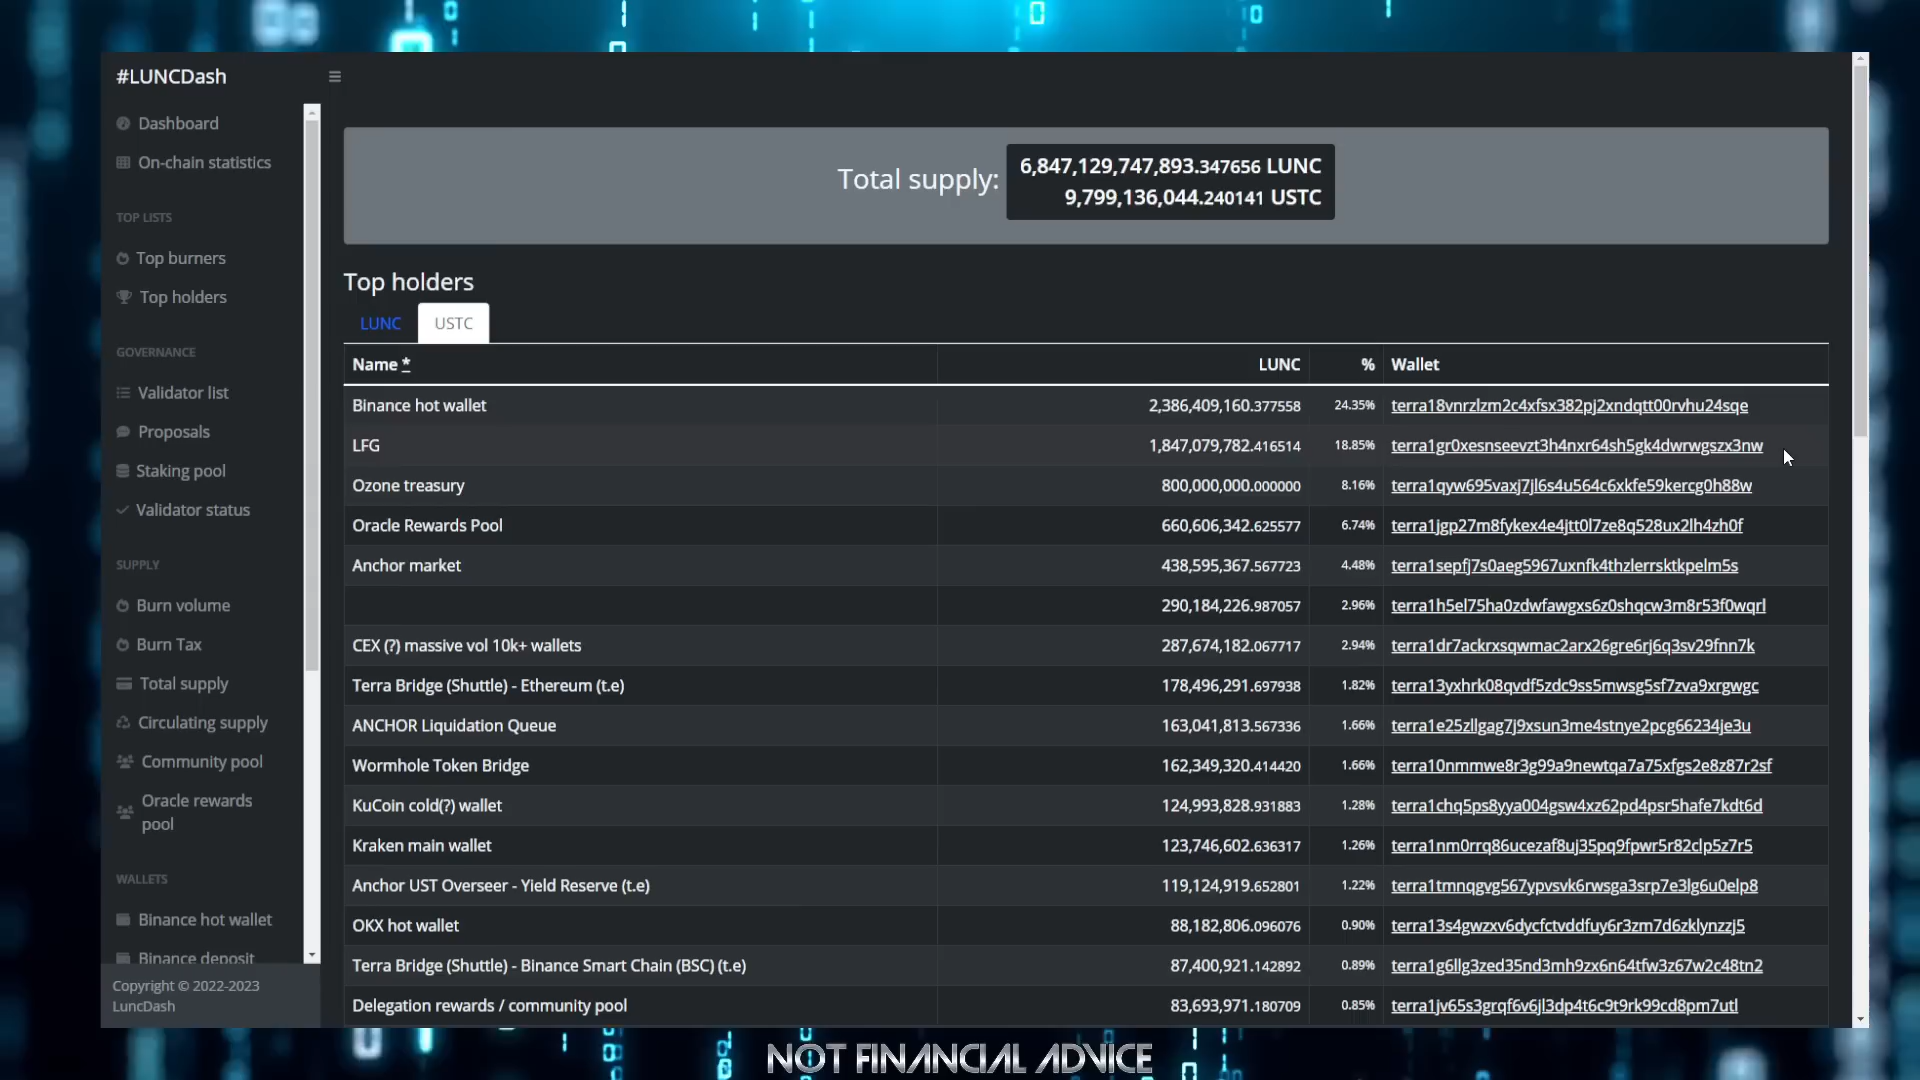 #LUNCDash
Dashboard
On-chain statistics
TOP LISTS
Top burners
Top holders
GOVERNANCE
Validator list
Proposals
Staking pool
Validator status
SUPPLY
Burn volume
Burn Tax
Total supply
Circulating supply
Community pool
Oracle rewards
pool
WALLETS
Binance hot wallet
Binance deposit
Copyright © 2022-2023
LuncDash
Total supply: 6,847,129,747,893.347656 LUNC
9,799,136,044.240141 USTC
Top holders
LUNC USTC
Name * LUNC % Wallet
Binance hot wallet 2,386,409,160.377558 24.35% terra18vnrzlzm2c4xfsx382pj2xndqtt00rvhu24sqe
LFG 1,847,079,782.416514 18.85% terra1gr0xesnseevzt3h4nxr64sh5gk4dwrwgszx3nw
Ozone treasury 800,000,000.000000 8.16% terra1qyw695vaxj7jl6s4u564c6xkfe59kercg0h88w
Oracle Rewards Pool 660,606,342.625577 6.74% terra1jgp27m8fykex4e4jtt0l7ze8q528ux2lh4zh0f
Anchor market 438,595,367.567723 4.48% terra1sepfj7s0aeg5967uxnfk4thzlerrsktkpelm5s
290,184,226.987057 2.96% terra1h5el75ha0zdwfawgxs6z0shqcw3m8r53f0wqrl
CEX (?) massive vol 10k+ wallets 287,674,182.067717 2.94% terra1dr7ackrxsqwmac2arx26gre6rj6q3sv29fnn7k
Terra Bridge (Shuttle) - Ethereum (t.e) 178,496,291.697938 1.82% terra13yxhrk08qvdf5zdc9ss5mwsg5sf7zva9xrgwgc
ANCHOR Liquidation Queue 163,041,813.567336 1.66% terra1e25zllgag7j9xsun3me4stnye2pcg66234je3u
Wormhole Token Bridge 162,349,320.414420 1.66% terra10nmmwe8r3g99a9newtqa7a75xfgs2e8z87r2sf
KuCoin cold(?) wallet 124,993,828.931883 1.28% terra1chq5ps8yya004gsw4xz62pd4psr5hafe7kdt6d
Kraken main wallet 123,746,602.636317 1.26% terra1nm0rrq86ucezaf8uj35pq9fpwr5r82clp5z7r5
Anchor UST Overseer - Yield Reserve (t.e) 119,124,919.652801 1.22% terra1tmnqgvg567ypvsvk6rwsga3srp7e3lg6u0elp8
OKX hot wallet 88,182,806.096076 0.90% terra13s4gwzxv6dycfctvddfuy6r3zm7d6zklynzzj5
Terra Bridge (Shuttle) - Binance Smart Chain (BSC) (t.e) 87,400,921.142892 0.89% terra1g6llg3zed35nd3mh9zx6n64tfw3z67w2c48tn2
Delegation rewards / community pool 83,693,971.180709 0.85% terra1jv65s3grqf6v6jl3dp4t6c9t9rk99cd8pm7utl
NOT FINANCIAL ADVICE